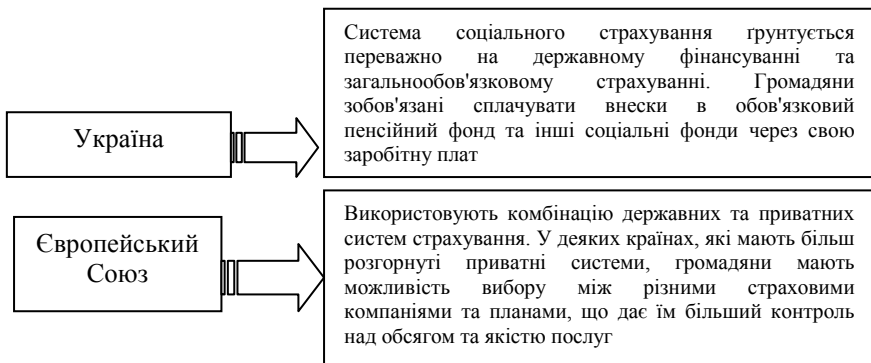 Україна
Система соціального страхування ґрунтується
переважно на державному фінансуванні та
загальнообов'язковому страхуванні. Громадяни
зобов'язані сплачувати внески в обов'язковий
пенсійний фонд та інші соціальні фонди через свою
заробітну плат
Європейський
Союз
Використовують комбінацію державних та приватних
систем страхування. У деяких країнах, які мають більш
розгорнуті приватні системи, громадяни мають
можливість вибору між різними страховими
компаніями та планами, що дає їм більший контроль
над обсягом та якістю послуг